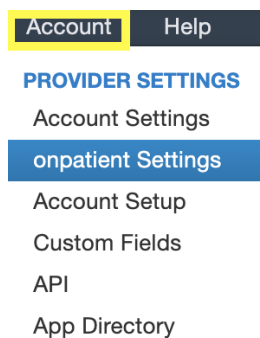 Account Help
PROVIDER SETTINGS
Account Settings
onpatient Settings
Account Setup
Custom Fields
API
App Directory